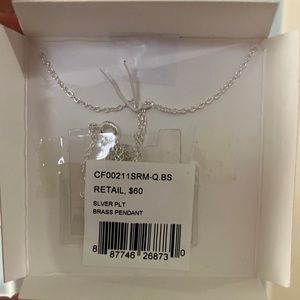 CF00211SRM-Q.BS
RETAIL, $60
SLVER PLT
BRASS PENDANT
8 87746 26873 0